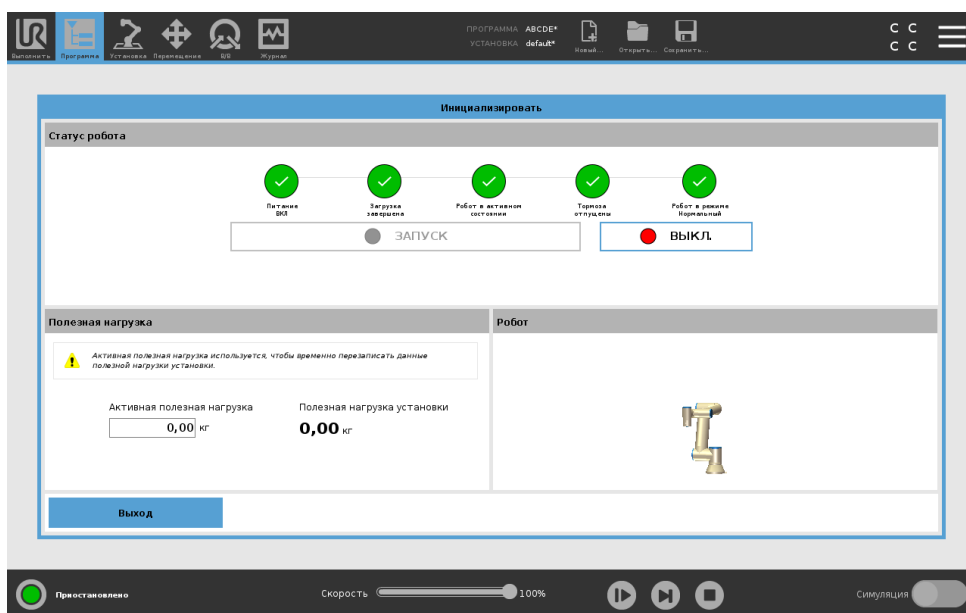 UR
ПРОГРАММА ABCDE*
УСТАНОВКА default*
C C
C C
Выполнить Программа Установка Перемещение В/В Журнал Новый... Открыть... Сохранить...
Инициализировать
Статус робота
Питание ВКЛ
Загрузка завершена
Робот в активном состоянии
Тормоза отпущены
Робот в режиме Нормальный
ЗАПУСК
ВЫКЛ.
Полезная нагрузка
Робот
Активная полезная нагрузка используется, чтобы временно перезаписать данные
полезной нагрузки установки.
Активная полезная нагрузка
Полезная нагрузка установки
0,00 кг
0,00 кг
Выход
Приостановлено
Скорость
100%
Симуляция